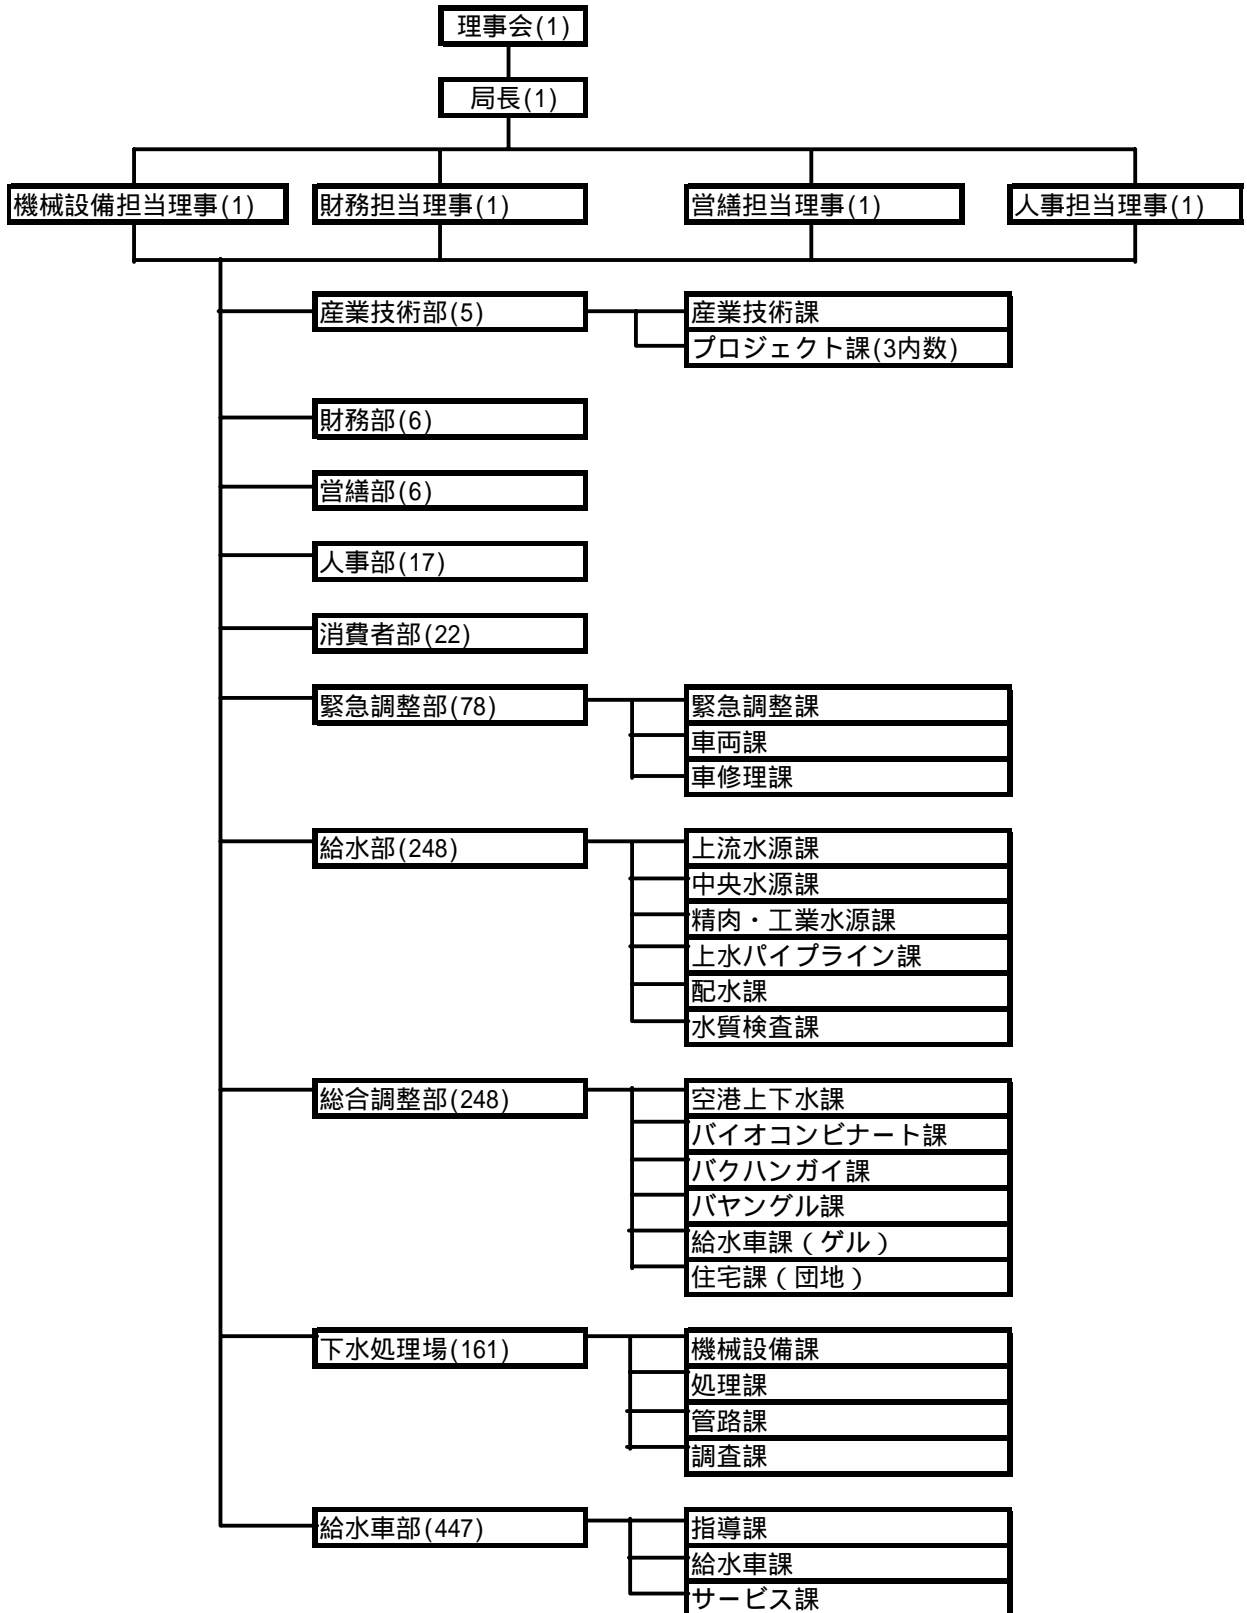 理事会(1)
局長(1)
機械設備担当理事(1)
財務担当理事(1)
営繕担当理事(1)
人事担当理事(1)
産業技術部(5)
産業技術課
プロジェクト課(3内数)
財務部(6)
営繕部(6)
人事部(17)
消費者部(22)
緊急調整部(78)
緊急調整課
車両課
車修理課
給水部(248)
上流水源課
中央水源課
精肉・工業水源課
上水パイプライン課
配水課
水質検査課
総合調整部(248)
空港上下水課
バイオコンビナート課
バクハンガイ課
バヤングル課
給水車課（ゲル）
住宅課（団地）
下水処理場(161)
機械設備課
処理課
管路課
調査課
給水車部(447)
指導課
給水車課
サービス課